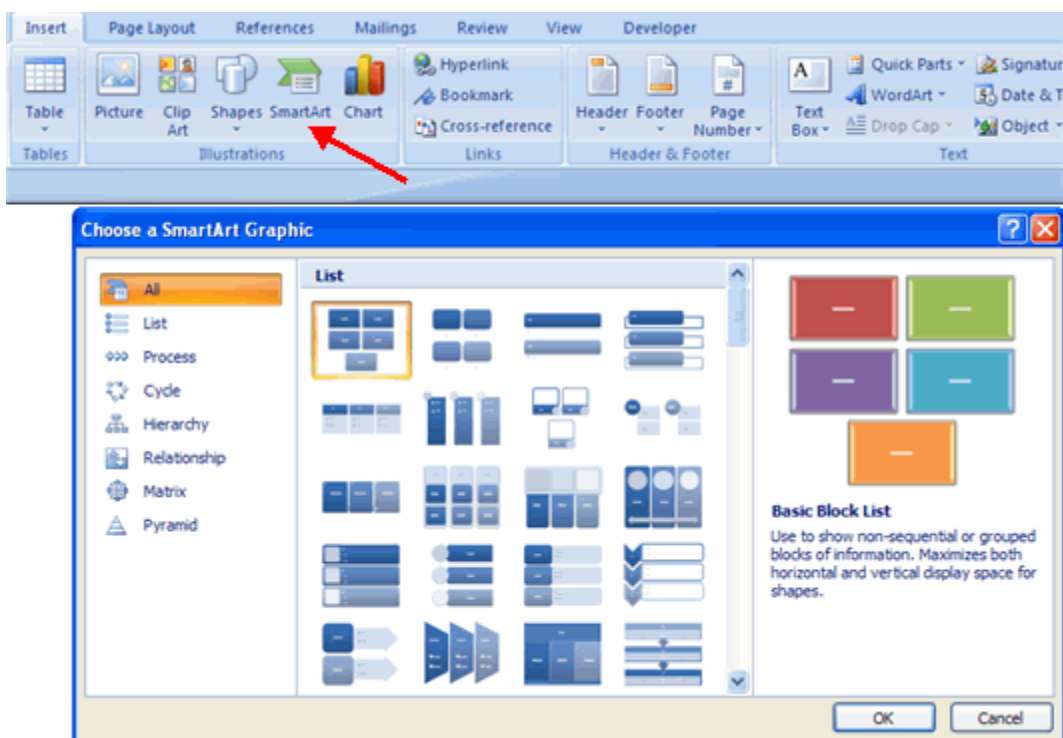 Insert Page Layout References Mailings Review View Developer
Table
Picture
Clip
Art
Shapes
SmartArt
Chart
Hyperlink
Bookmark
Cross-reference
Header
Footer
Page
Number
A
Text
Box
Quick Parts
WordArt
Drop Cap
Signatur
Date & T
Object
Tables Illustrations Links Header & Footer Text
Choose a SmartArt Graphic
All
List
Process
Cycle
Hierarchy
Relationship
Matrix
Pyramid
List
Basic Block List
Use to show non-sequential or grouped
blocks of information. Maximizes both
horizontal and vertical display space for
shapes.
OK Cancel